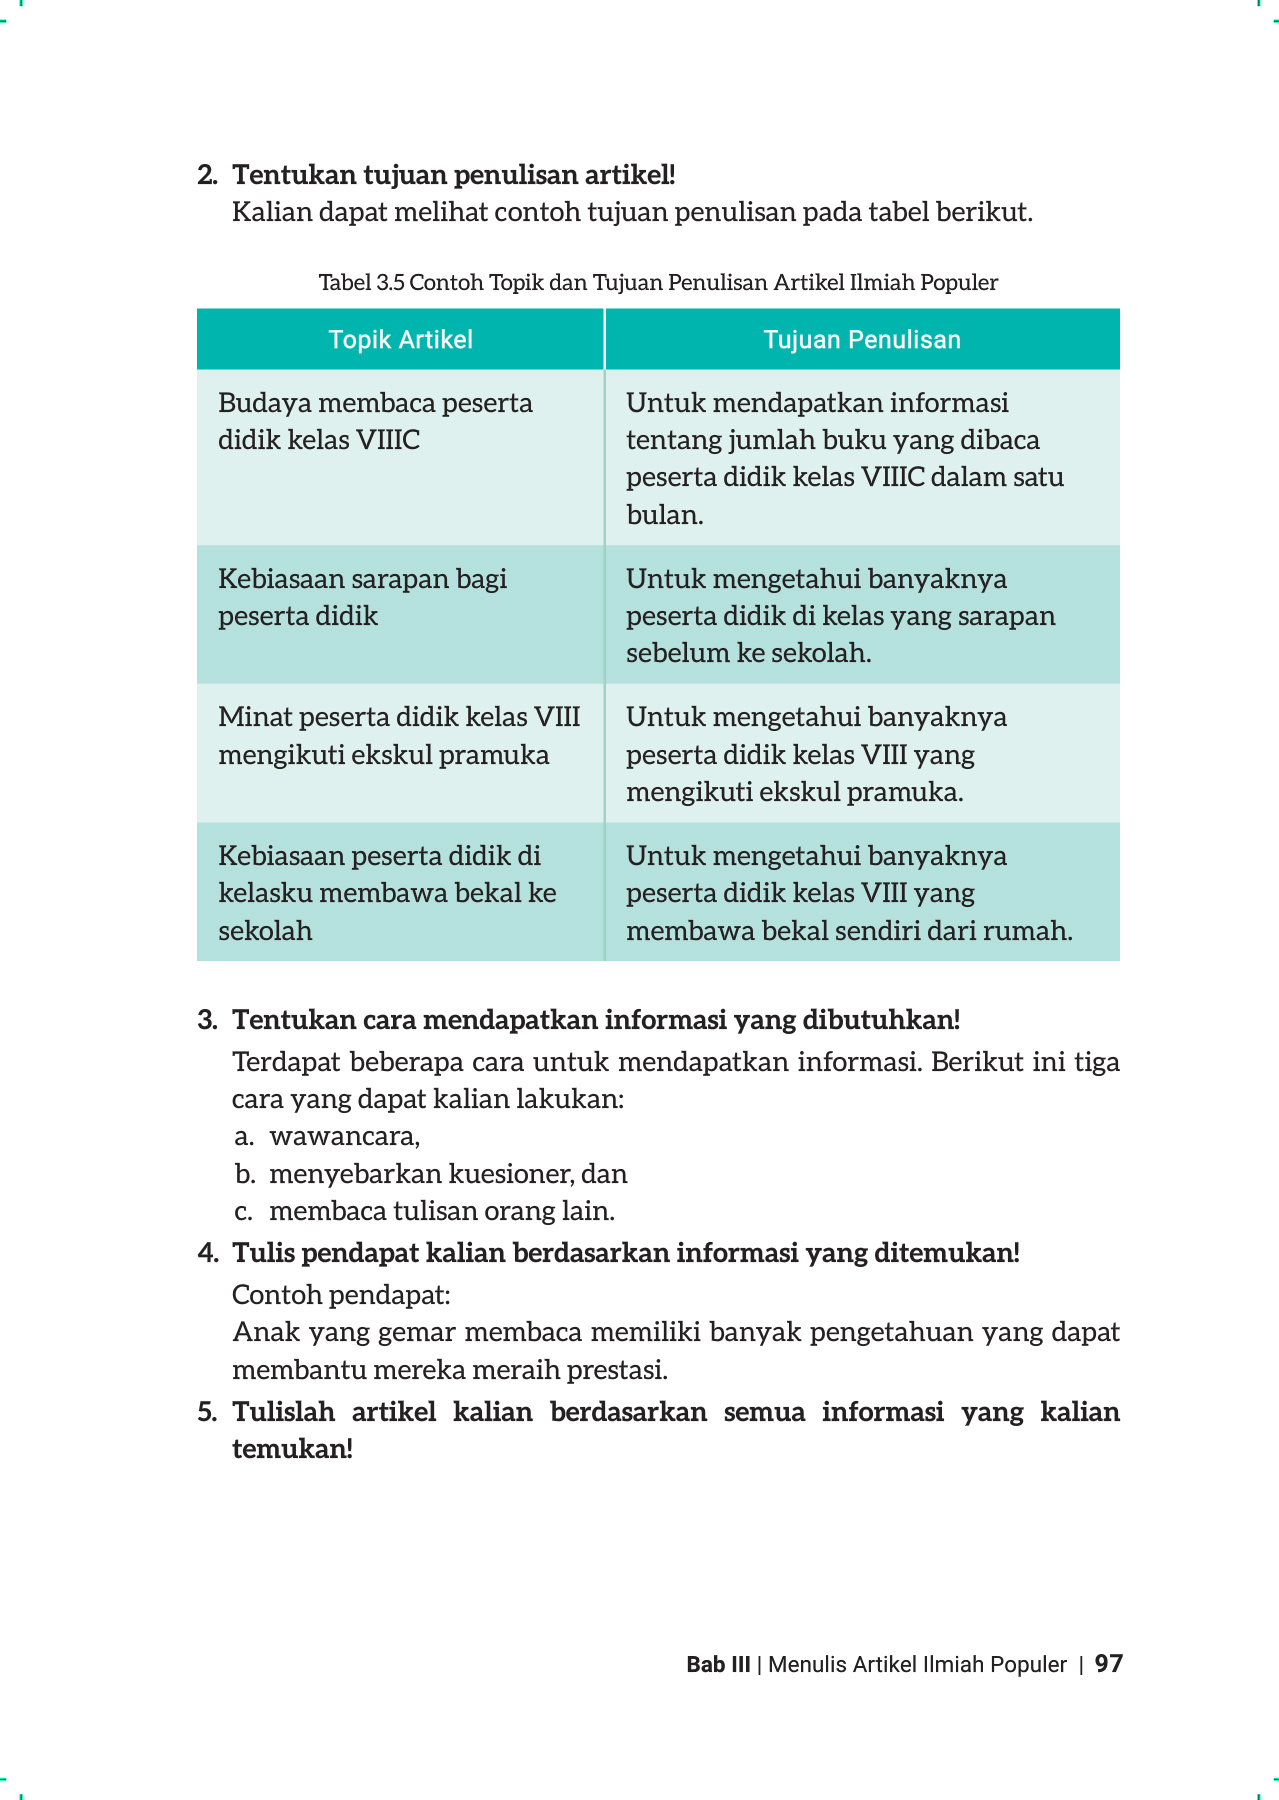 2. Tentukan tujuan penulisan artikel!
Kalian dapat melihat contoh tujuan penulisan pada tabel berikut.
Tabel 3.5 Contoh Topik dan Tujuan Penulisan Artikel Ilmiah Populer
Topik Artikel
Tujuan Penulisan
Budaya membaca peserta
didik kelas VIIIC
Untuk mendapatkan informasi
tentang jumlah buku yang dibaca
peserta didik kelas VIIIC dalam satu
bulan.
Kebiasaan sarapan bagi
peserta didik
Untuk mengetahui banyaknya
peserta didik di kelas yang sarapan
sebelum ke sekolah.
Minat peserta didik kelas VIII
mengikuti ekskul pramuka
Untuk mengetahui banyaknya
peserta didik kelas VIII yang
mengikuti ekskul pramuka.
Kebiasaan peserta didik di
kelasku membawa bekal ke
sekolah
Untuk mengetahui banyaknya
peserta didik kelas VIII yang
membawa bekal sendiri dari rumah.
3. Tentukan cara mendapatkan informasi yang dibutuhkan!
Terdapat beberapa cara untuk mendapatkan informasi. Berikut ini tiga
cara yang dapat kalian lakukan:
a. wawancara,
b. menyebarkan kuesioner, dan
c. membaca tulisan orang lain.
4. Tulis pendapat kalian berdasarkan informasi yang ditemukan!
Contoh pendapat:
Anak yang gemar membaca memiliki banyak pengetahuan yang dapat
membantu mereka meraih prestasi.
5. Tulislah artikel kalian berdasarkan semua informasi yang kalian
temukan!
Bab III | Menulis Artikel Ilmiah Populer | 97